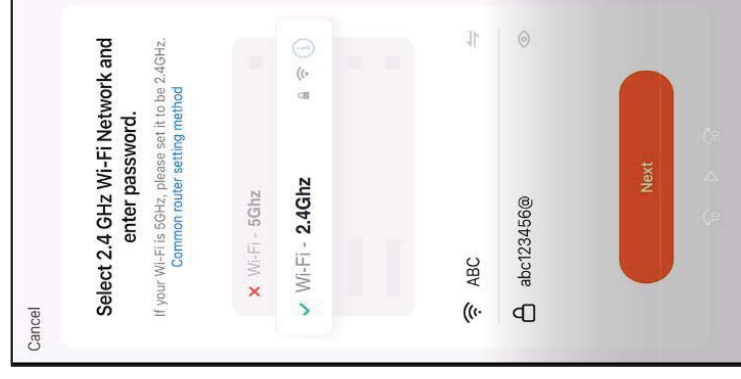 Cancel
Select 2.4 GHz Wi-Fi Network and
enter password.
If your Wi-Fi is 5GHz, please set it to be 2.4GHz.
Common router setting method
Wi-Fi - 5Ghz
Wi-Fi - 2.4Ghz
ABC
abc123456@
Next
10
30